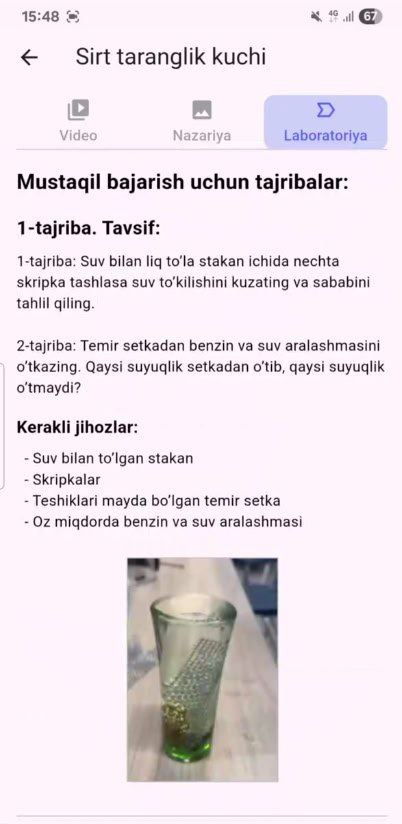 15:48
4G
67
Sirt taranglik kuchi
Video
Nazariya
Laboratoriya
Mustaqil bajarish uchun tajribalar:
1-tajriba. Tavsif:
1-tajriba: Suv bilan liq to’la stakan ichida nechta
skripka tashlasa suv to’kilishini kuzating va sababini
tahlil qiling.
2-tajriba: Temir setkadan benzin va suv aralashmasini
o’tkazing. Qaysi suyuqlik setkadan o’tib, qaysi suyuqlik
o’tmaydi?
Kerakli jihozlar:
- Suv bilan to’lgan stakan
- Skripkalar
- Teshiklari mayda bo’lgan temir setka
- Oz miqdorda benzin va suv aralashmasi